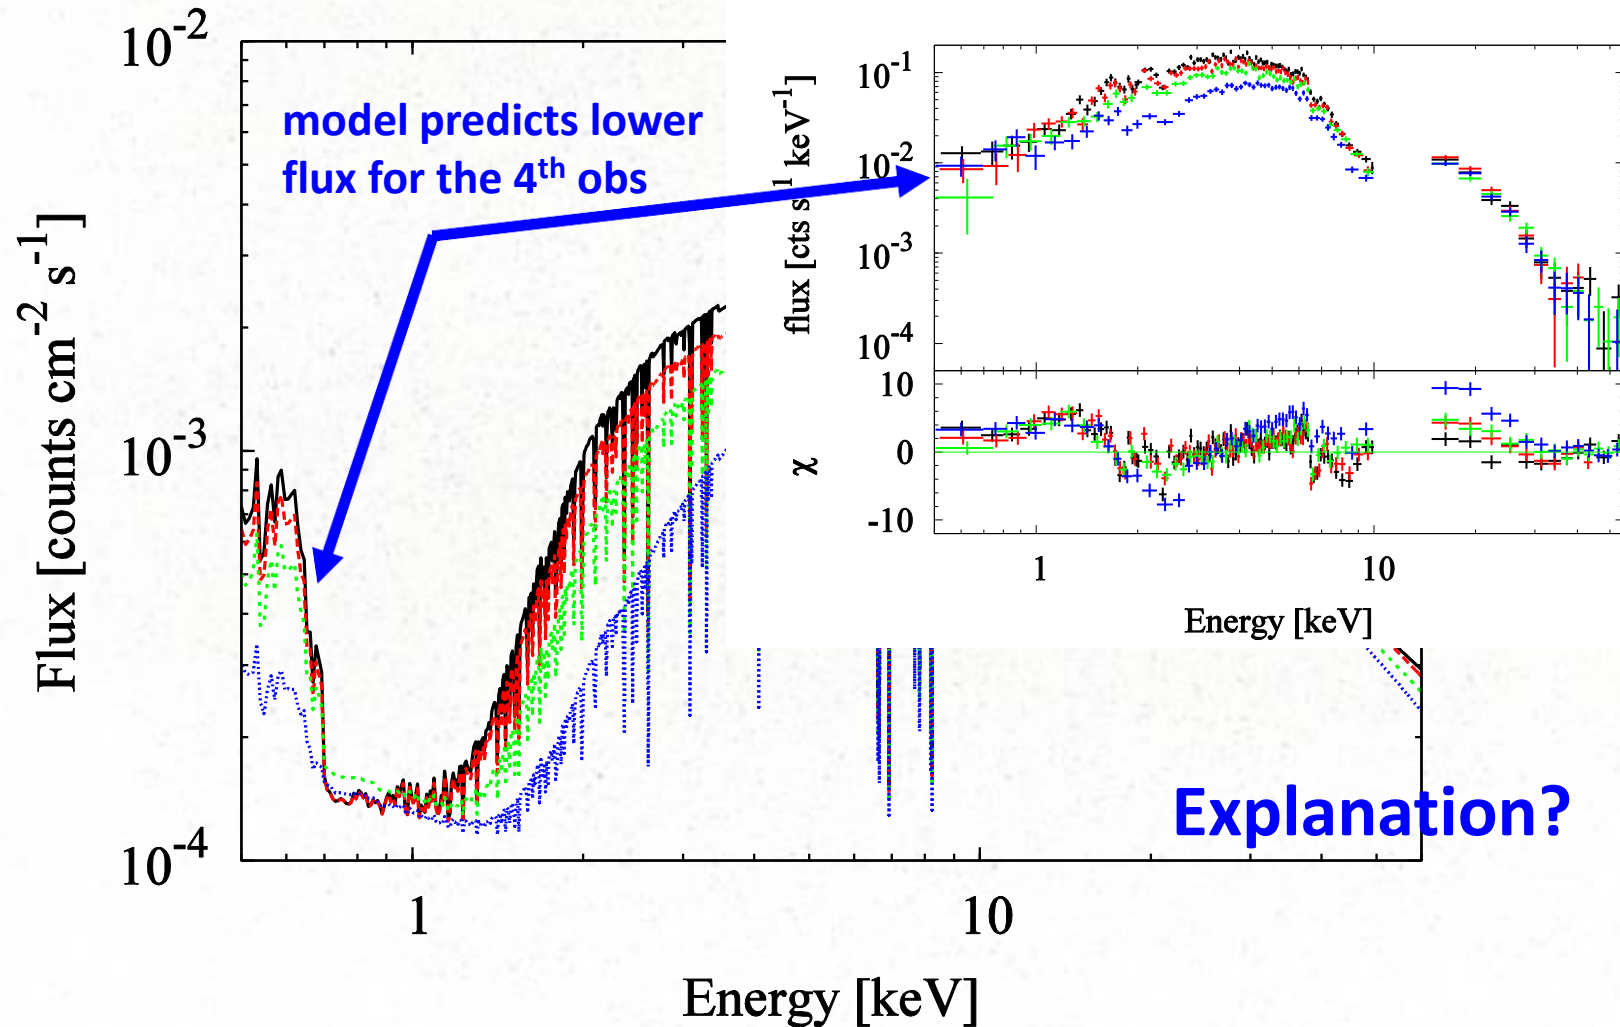 10-2
model predicts lower
flux for the 4th obs
Flux [counts cm-2 s-1]
10-3
10-4
1
10
Energy [keV]
flux [cts s-1 keV-1]
10-1
10-2
10-3
10-4
10
0
-10
χ
1
10
Energy [keV]
Explanation?